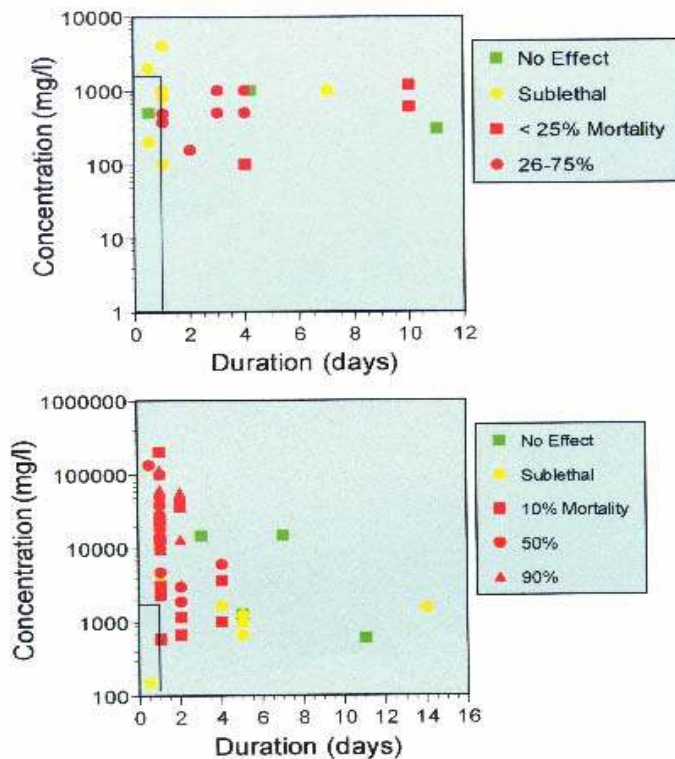 10000
1000
100
10
1
Concentration (mg/l)
0 2 4 6 8 10 12
Duration (days)
No Effect
Sublethal
< 25% Mortality
26-75%
1000000
100000
10000
1000
100
Concentration (mg/l)
0 2 4 6 8 10 12 14 16
Duration (days)
No Effect
Sublethal
10% Mortality
50%
90%